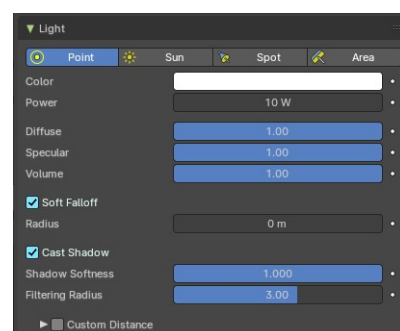 Light
Point Sun Spot Area
Color
Power 10 W
Diffuse 1.00
Specular 1.00
Volume 1.00
Soft Falloff
Radius 0 m
Cast Shadow
Shadow Softness 1.000
Filtering Radius 3.00
Custom Distance